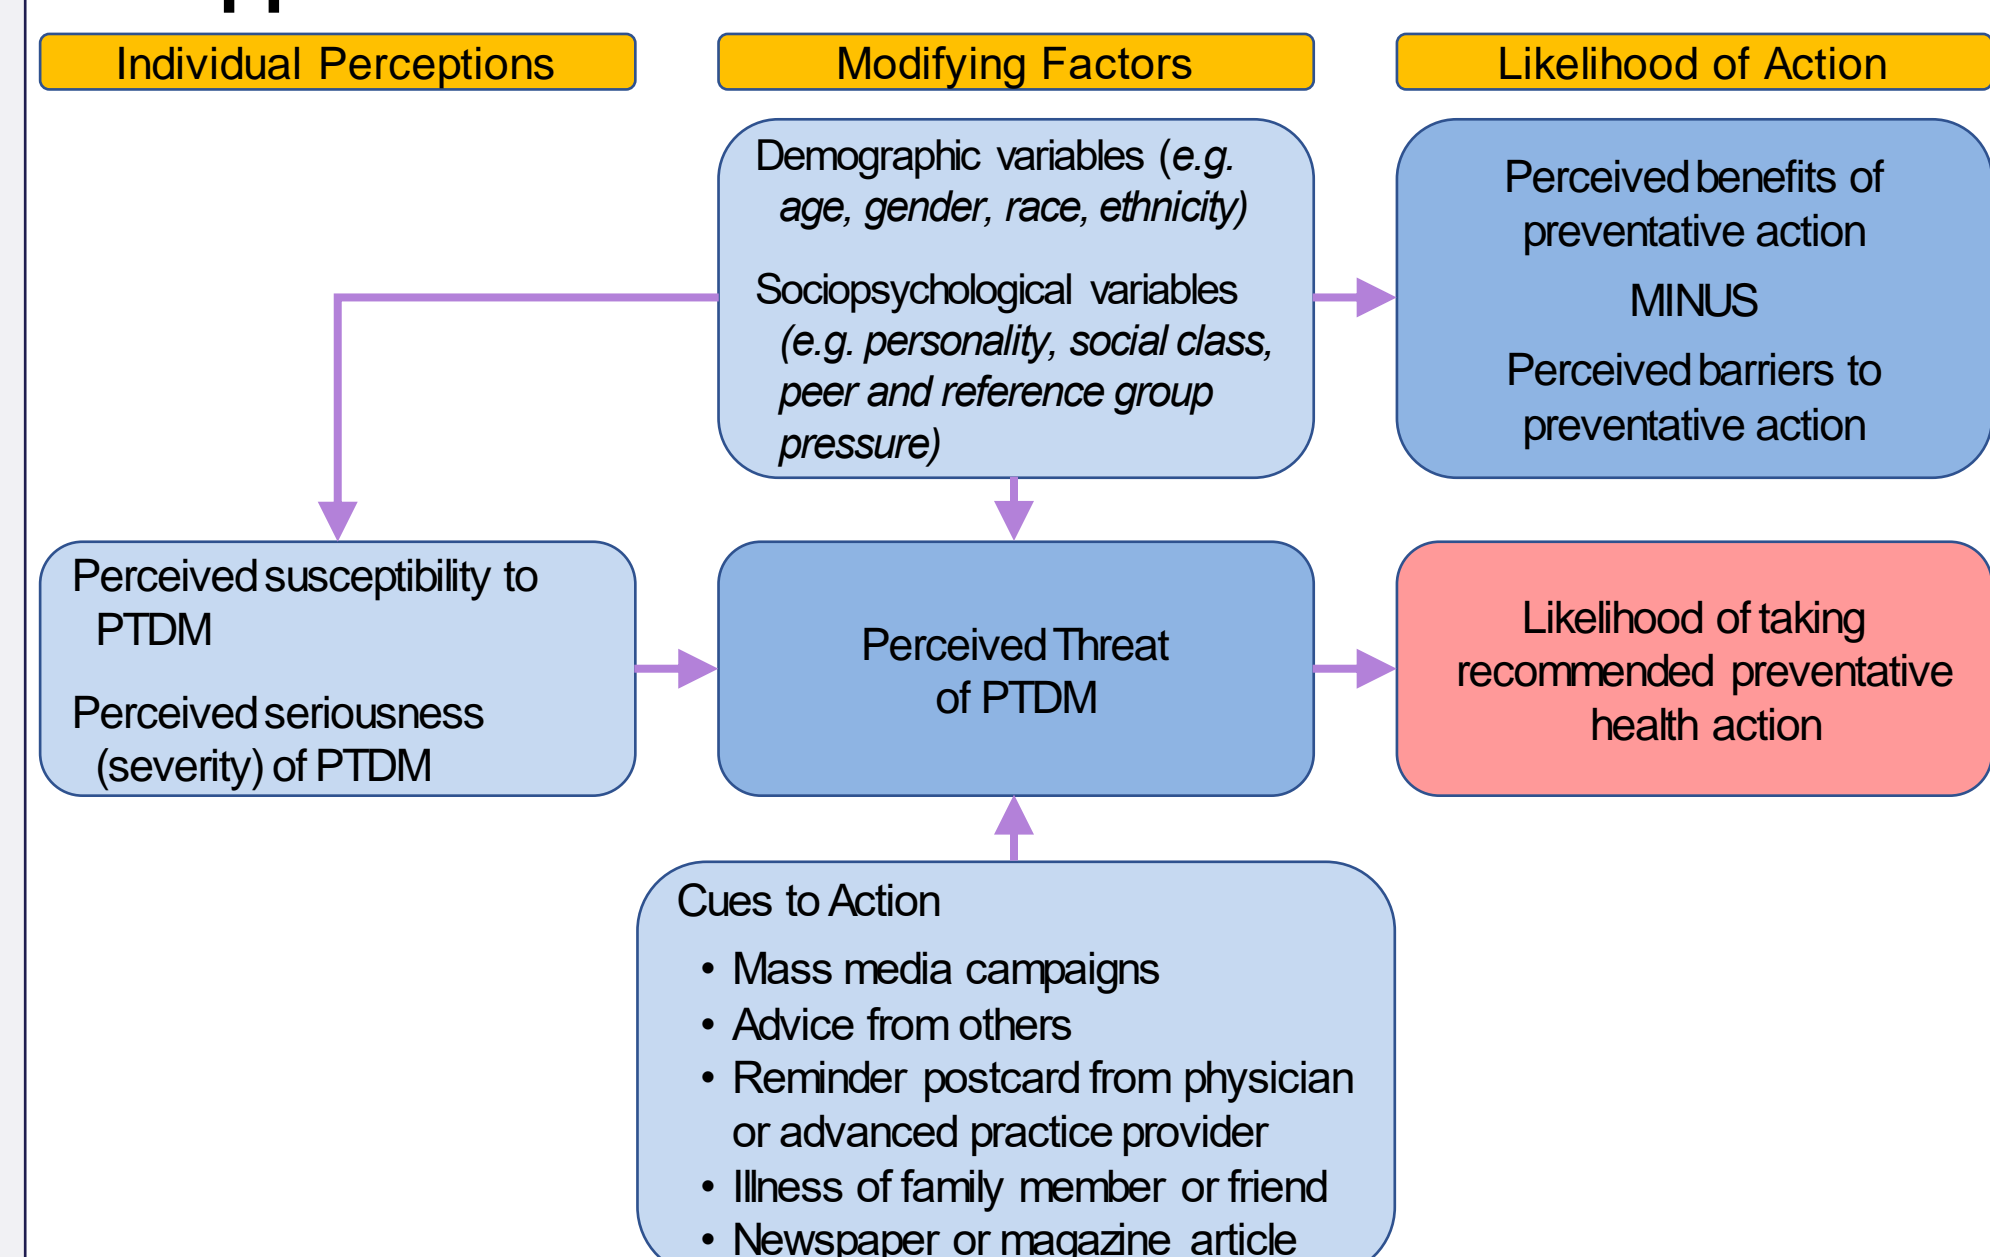 Individual Perceptions
Modifying Factors
Likelihood of Action
Demographic variables (e.g.
age, gender, race, ethnicity)
Sociopsychological variables
(e.g. personality, social class,
peer and reference group
pressure)
Perceived benefits of
preventative action
MINUS
Perceived barriers to
preventative action
Perceived susceptibility to
PTDM
Perceived seriousness
(severity) of PTDM
Perceived Threat
of PTDM
Likelihood of taking
recommended preventative
health action
Cues to Action
• Mass media campaigns
• Advice from others
• Reminder postcard from physician
or advanced practice provider
• Illness of family member or friend
• Newspaper or magazine article